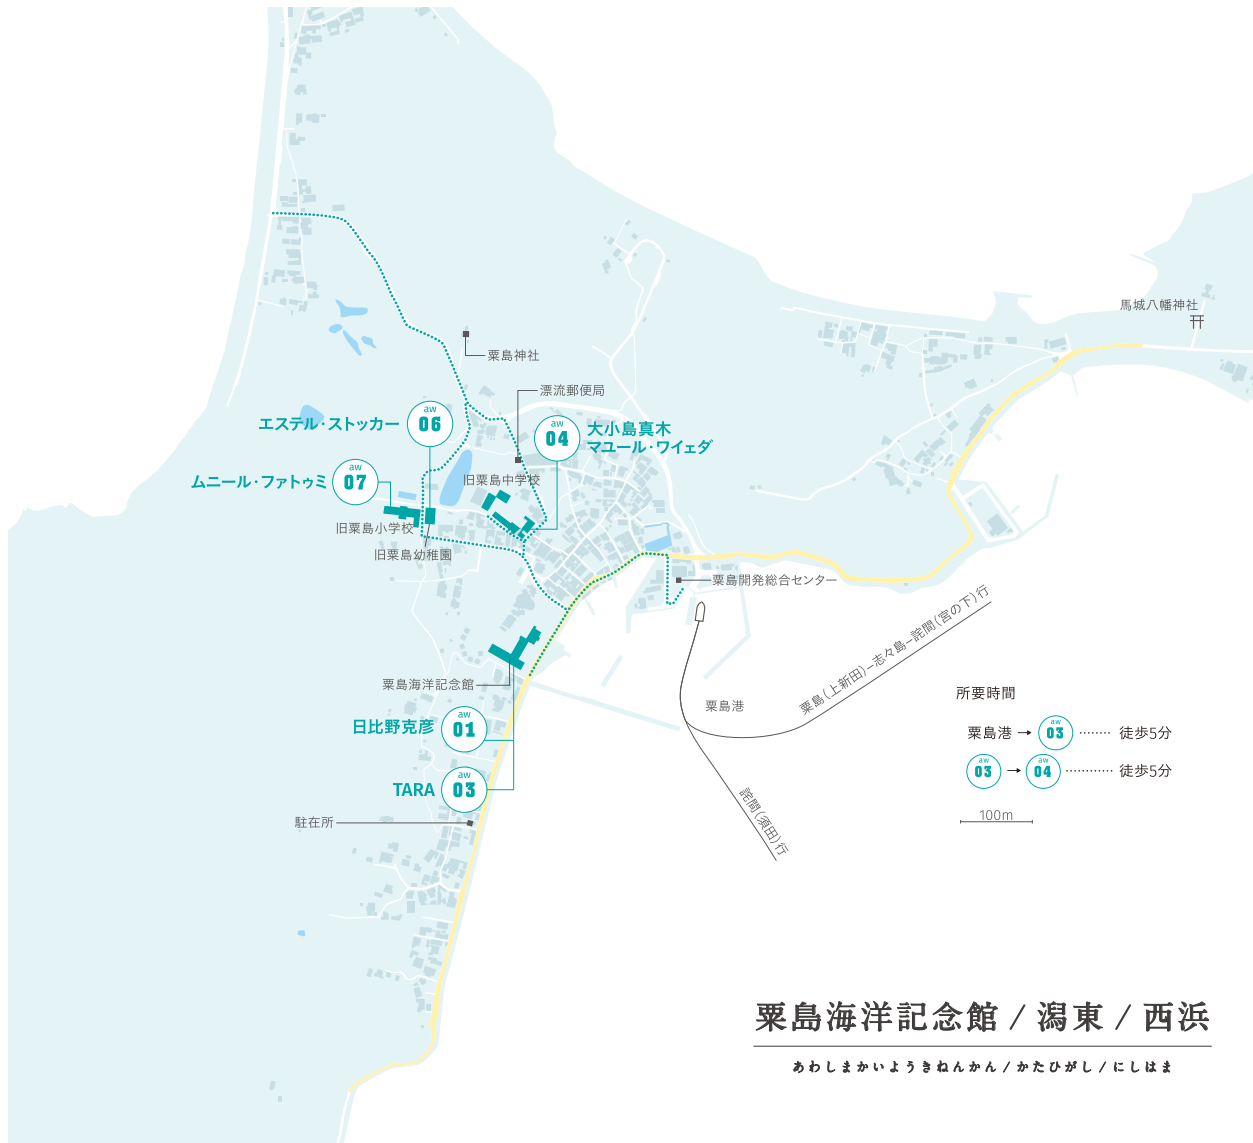 馬城八幡神社
粟島神社
漂流郵便局
エステル・ストッカー
aw
06
aw
04
大小島真木
マユール・ワイェダ
ムニール・ファトゥミ
aw
07
旧粟島中学校
旧粟島小学校
旧粟島幼稚園
粟島開発総合センター
粟島(上新田)−志々島−詫間(宮の下)行
粟島海洋記念館
粟島港
所要時間
日比野克彦
aw
01
粟島港
aw
03
徒歩5分
aw
03
aw
04
徒歩5分
TARA
aw
03
詫間(須田)行
駐在所
100m
粟島海洋記念館 / 潟東 / 西浜
あわしまかいようきねんかん / かたひがし / にしはま